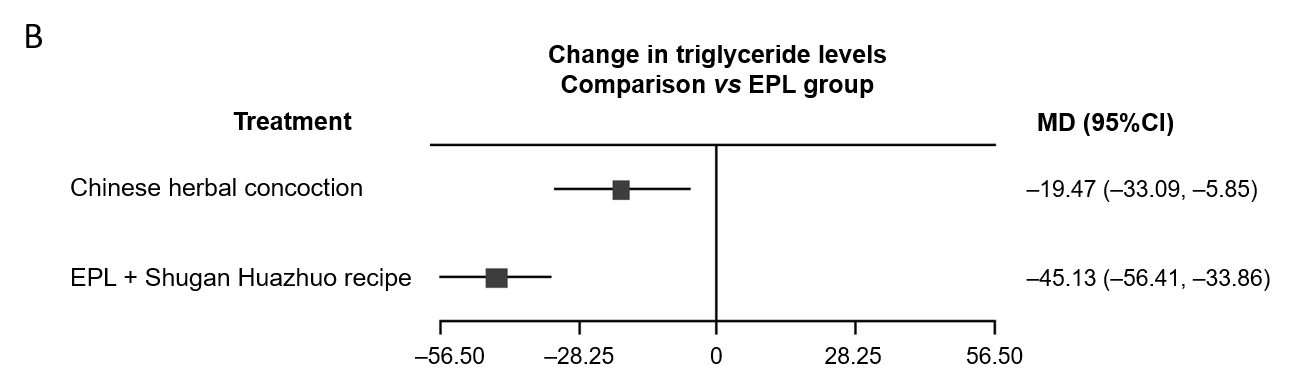 B
Change in triglyceride levels
Comparison vs EPL group
Treatment MD (95%CI)
Chinese herbal concoction –19.47 (–33.09, –5.85)
EPL + Shugan Huazhuo recipe –45.13 (–56.41, –33.86)
–56.50 –28.25 0 28.25 56.50